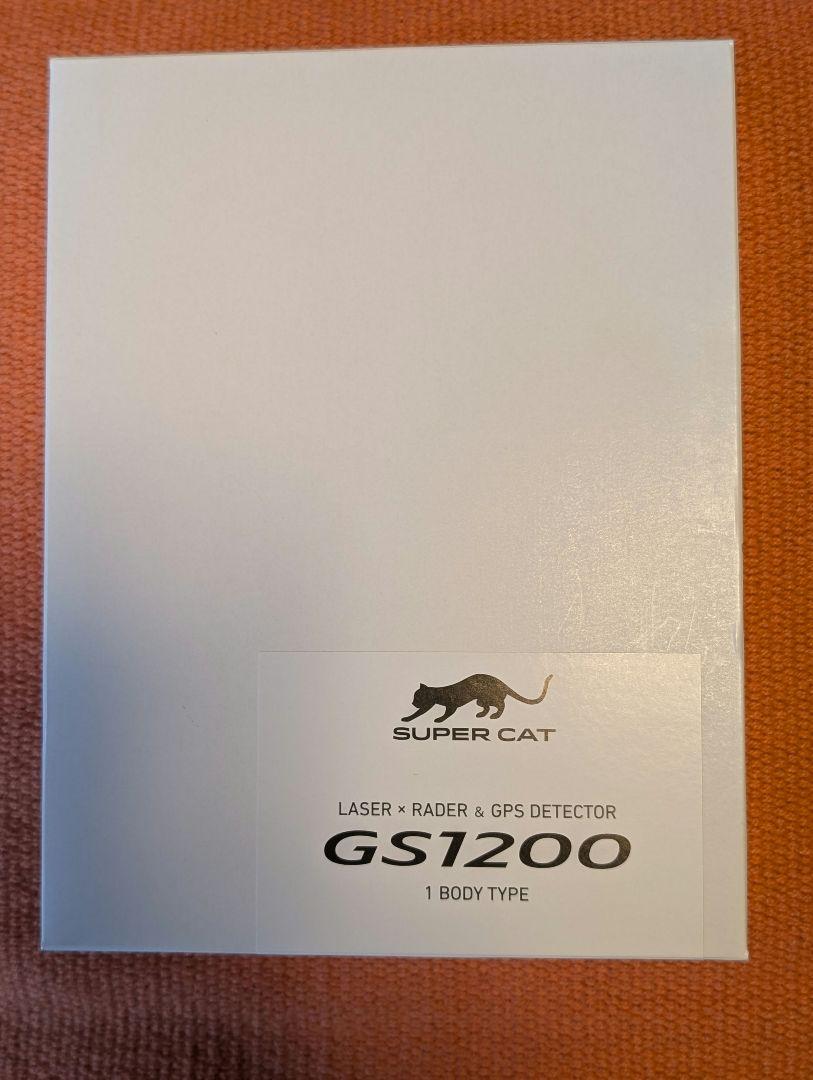 SUPER CAT
LASER × RADER & GPS DETECTOR
GS1200
1 BODY TYPE